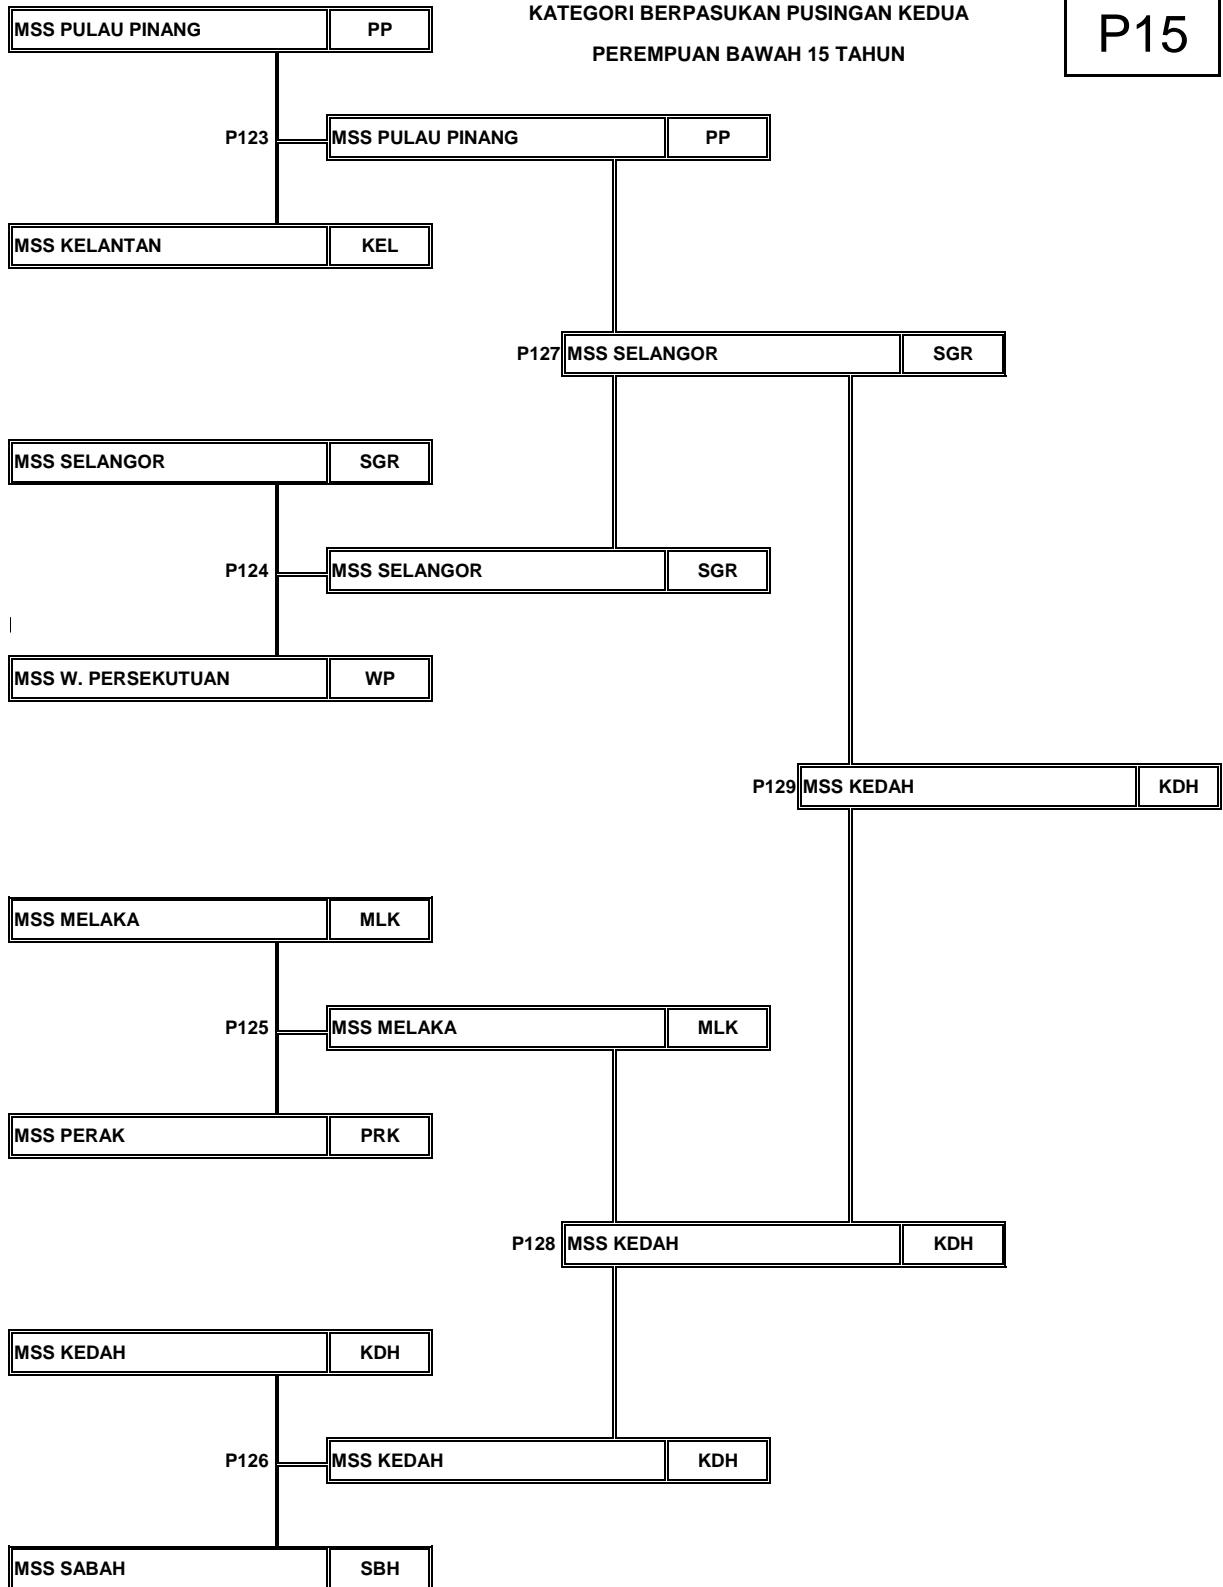 KATEGORI BERPASUKAN PUSINGAN KEDUA
MSS PULAU PINANG PP
P15
PEREMPUAN BAWAH 15 TAHUN
P123 MSS PULAU PINANG PP
MSS KELANTAN KEL
P127 MSS SELANGOR SGR
MSS SELANGOR SGR
P124 MSS SELANGOR SGR
MSS W. PERSEKUTUAN WP
P129 MSS KEDAH KDH
MSS MELAKA MLK
P125 MSS MELAKA MLK
MSS PERAK PRK
P128 MSS KEDAH KDH
MSS KEDAH KDH
P126 MSS KEDAH KDH
MSS SABAH SBH